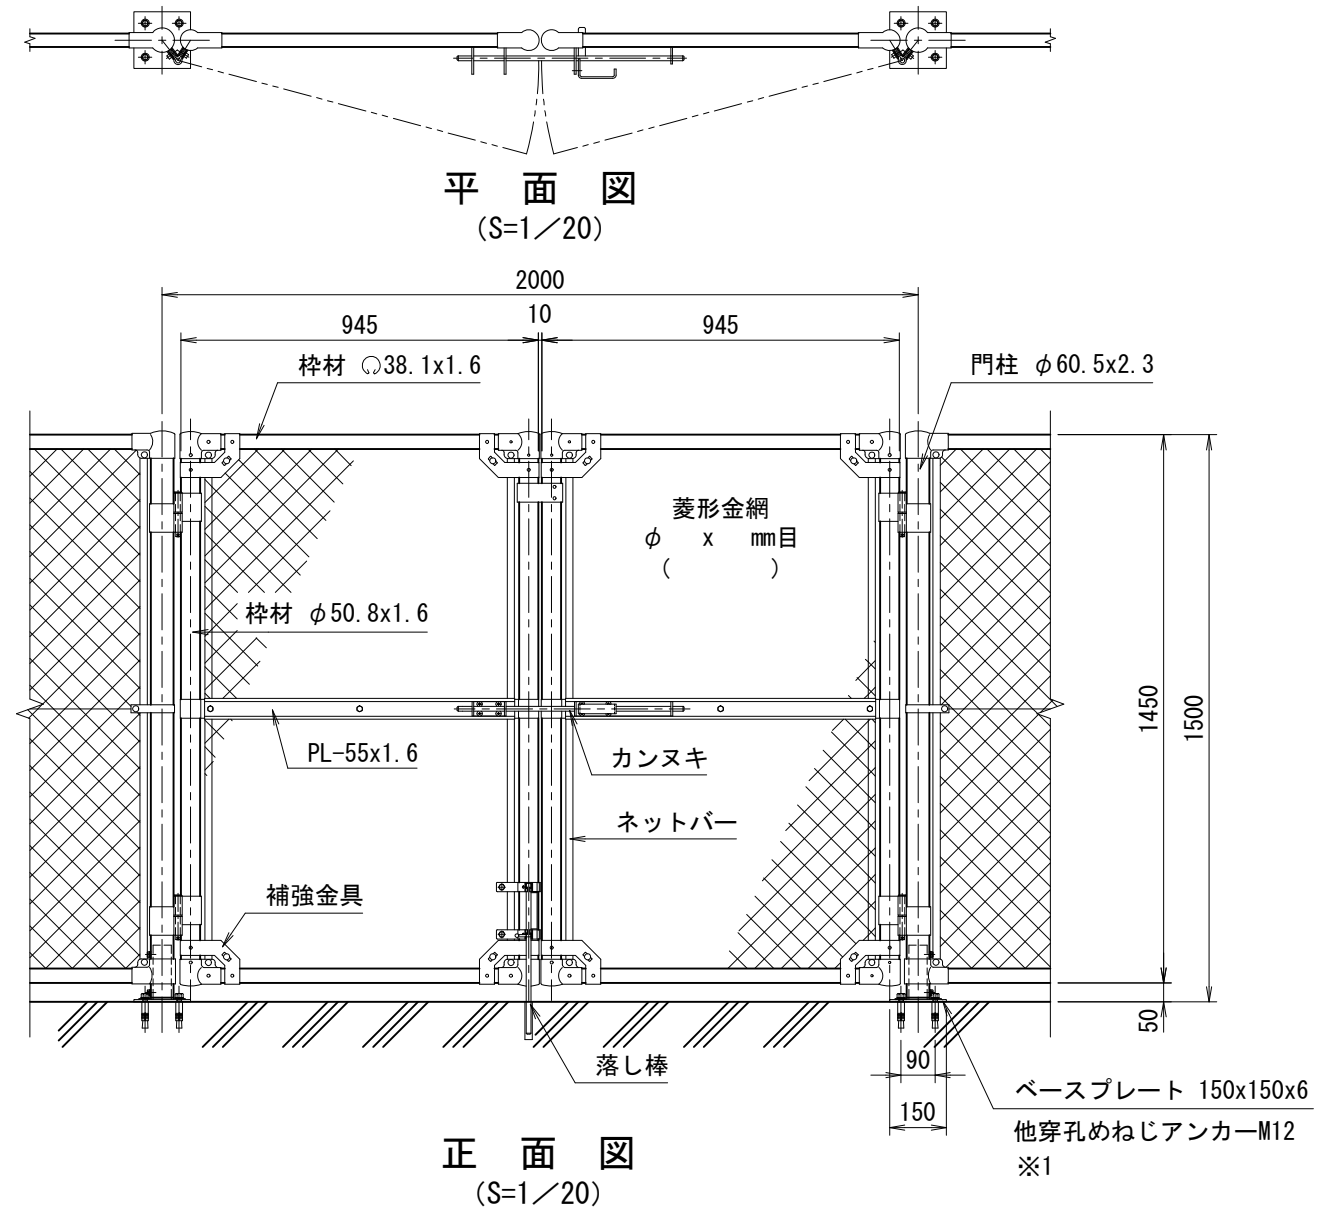 平 面 図
(S=1／20)
2000
10
945
945
枠材 38.1x1.6
門柱 φ60.5x2.3
菱形金網
φ x mm目
( )
枠材 φ50.8x1.6
1450
1500
PL-55x1.6
カンヌキ
ネットバー
補強金具
50
落し棒
90
150
ベースプレート 150x150x6
他穿孔めねじアンカーM12
※1
正 面 図
(S=1／20)